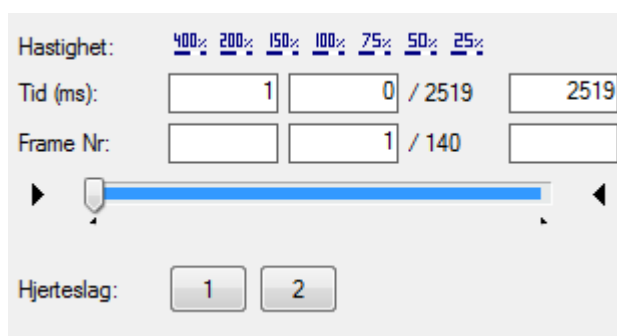 Hastighet: 400% 200% 150% 100% 75% 50% 25%
Tid (ms): 1 0 / 2519 2519
Frame Nr: 1 / 140
Hjerteslag: 1 2